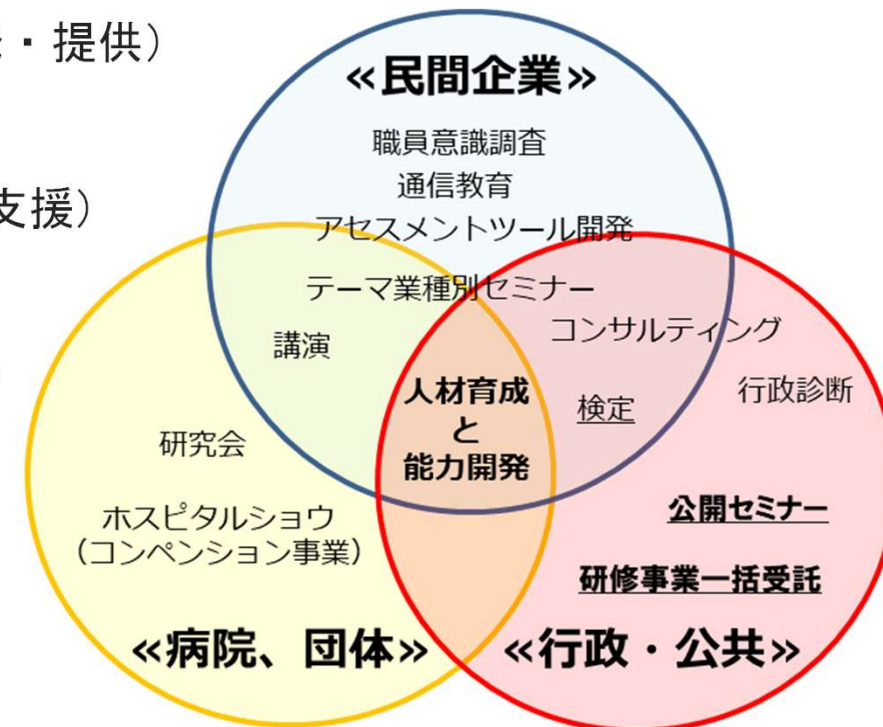 ・提供）
支援）
≪民間企業≫
職員意識調査
通信教育
アセスメントツール開発
テーマ業種別セミナー
講演
コンサルティング
人材育成
と
能力開発
検定
行政診断
研究会
ホスピタルショウ
（コンペンション事業）
公開セミナー
研修事業一括受託
≪病院、団体≫
≪行政・公共≫